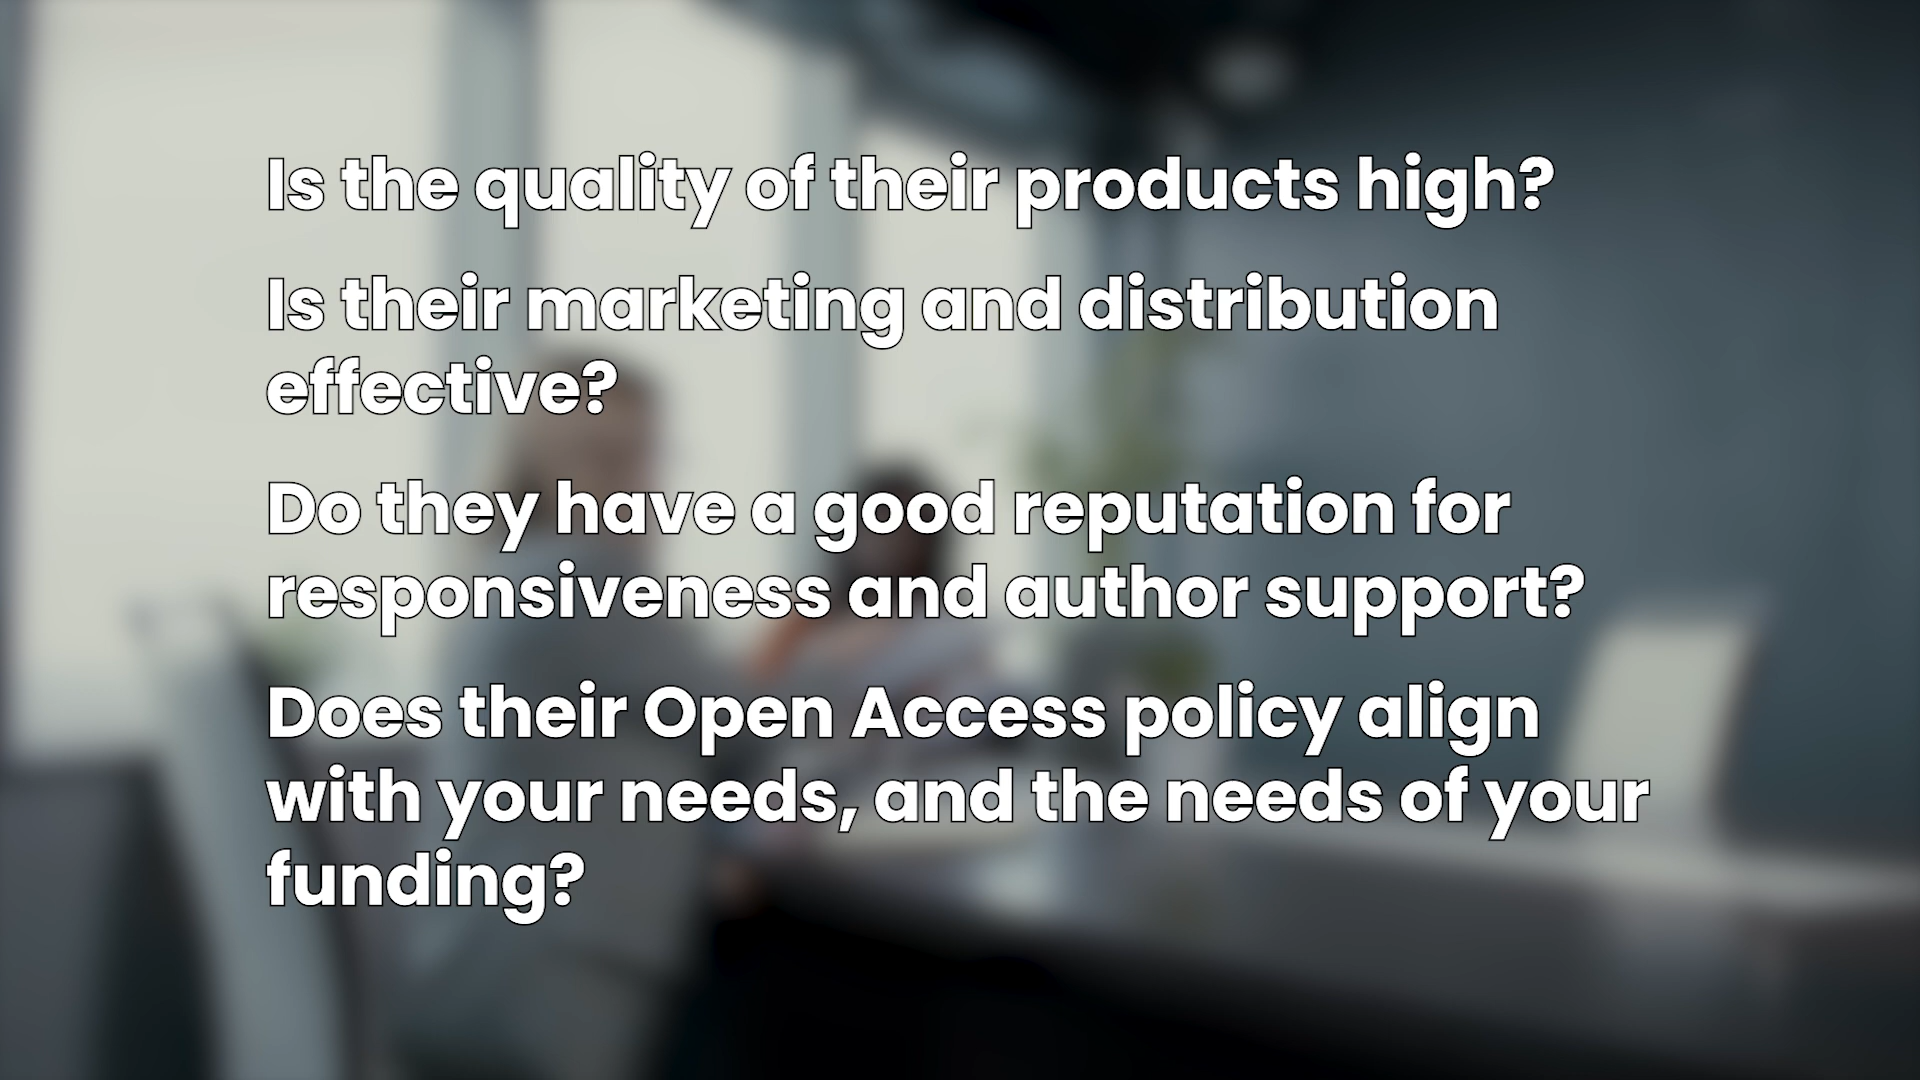 Is the quality of their products high?
Is their marketing and distribution
effective?
Do they have a good reputation for
responsiveness and author support?
Does their Open Access policy align
with your needs, and the needs of your
funding?